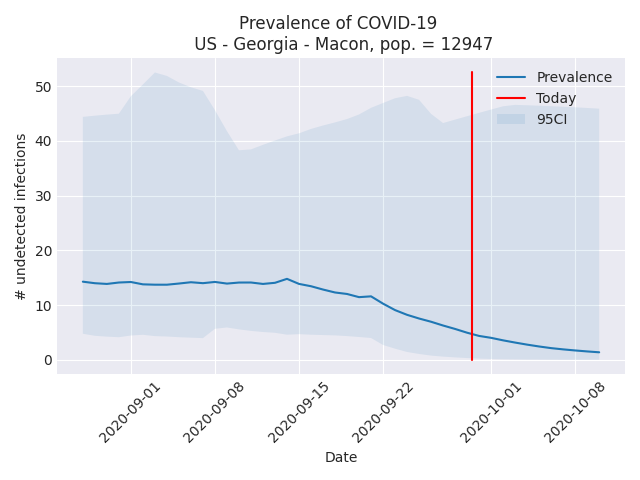 Prevalence of COVID-19
US - Georgia - Macon, pop. = 12947
Prevalence
Today
95CI
# undetected infections
50
40
30
20
10
0
2020-09-01
2020-09-08
2020-09-15
2020-09-22
2020-10-01
2020-10-08
Date